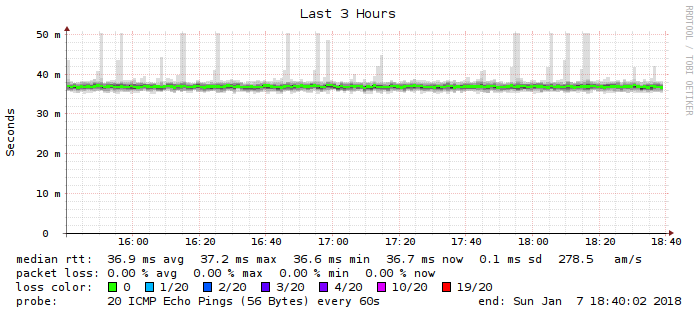 Last 3 Hours
RRDTOOL / TOBI OETIKER
Seconds
50 m
40 m
30 m
20 m
10 m
0
16:00 16:20 16:40 17:00 17:20 17:40 18:00 18:20 18:40
median rtt: 36.9 ms avg 37.2 ms max 36.6 ms min 36.7 ms now 0.1 ms sd 278.5 am/s
packet loss: 0.00 % avg 0.00 % max 0.00 % min 0.00 % now
loss color: 0 1/20 2/20 3/20 4/20 10/20 19/20
probe: 20 ICMP Echo Pings (56 Bytes) every 60s end: Sun Jan 7 18:40:02 2018